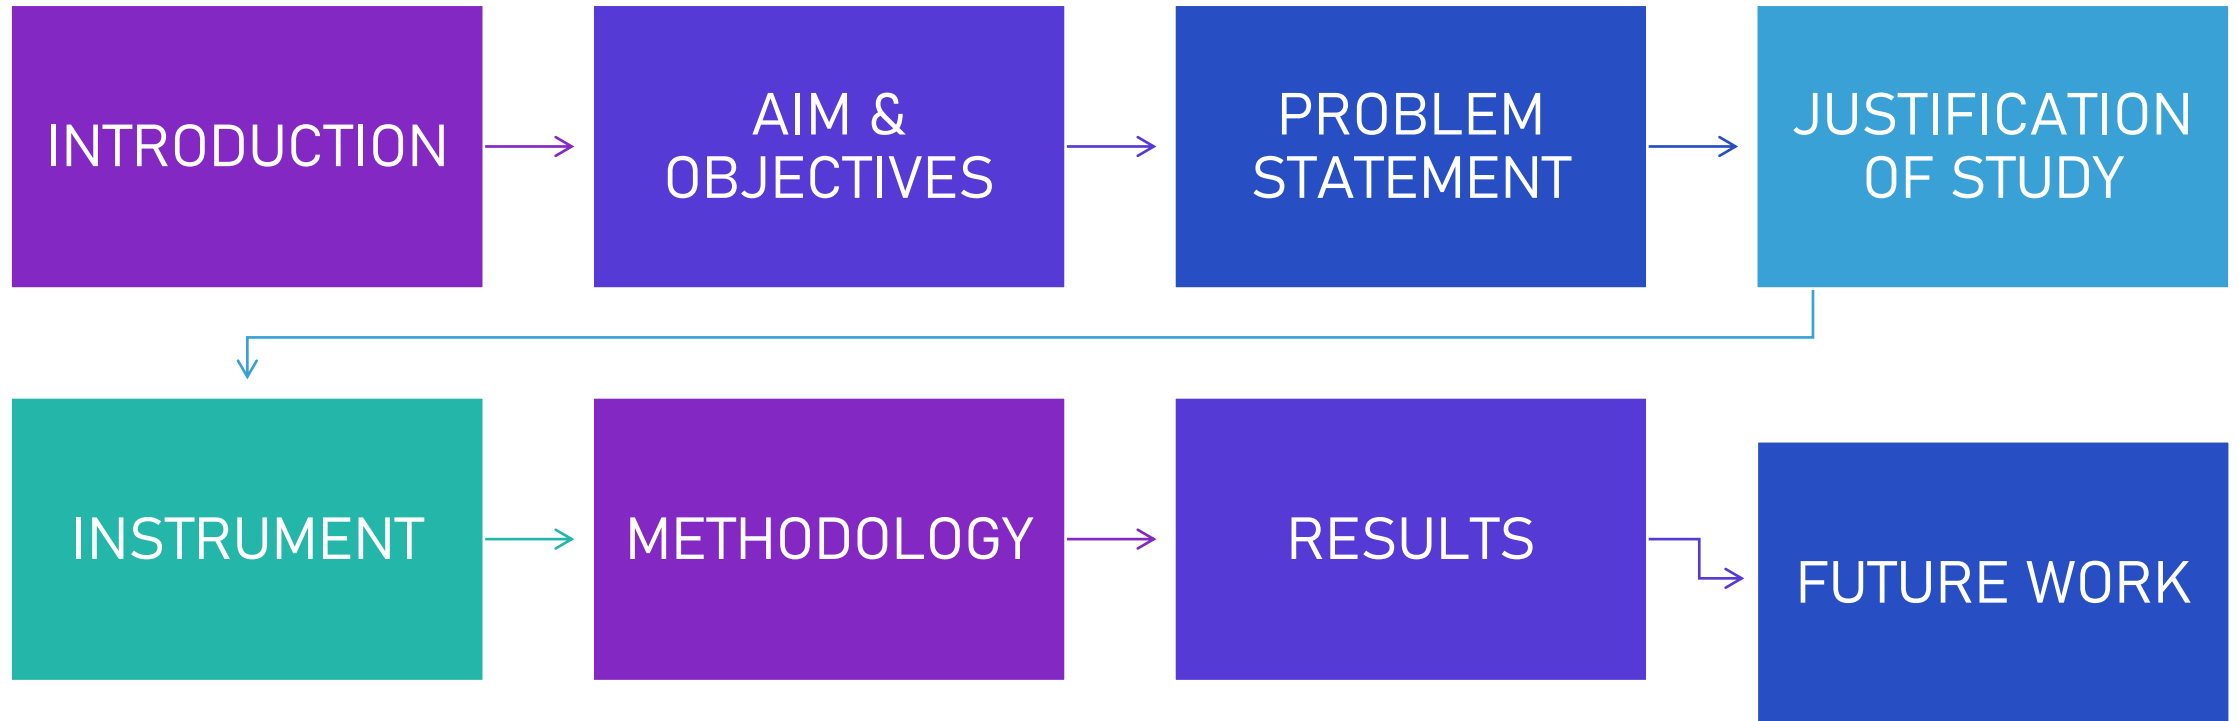 INTRODUCTION
AIM &
OBJECTIVES
PROBLEM
STATEMENT
JUSTIFICATION
OF STUDY
INSTRUMENT
METHODOLOGY
RESULTS
FUTURE WORK